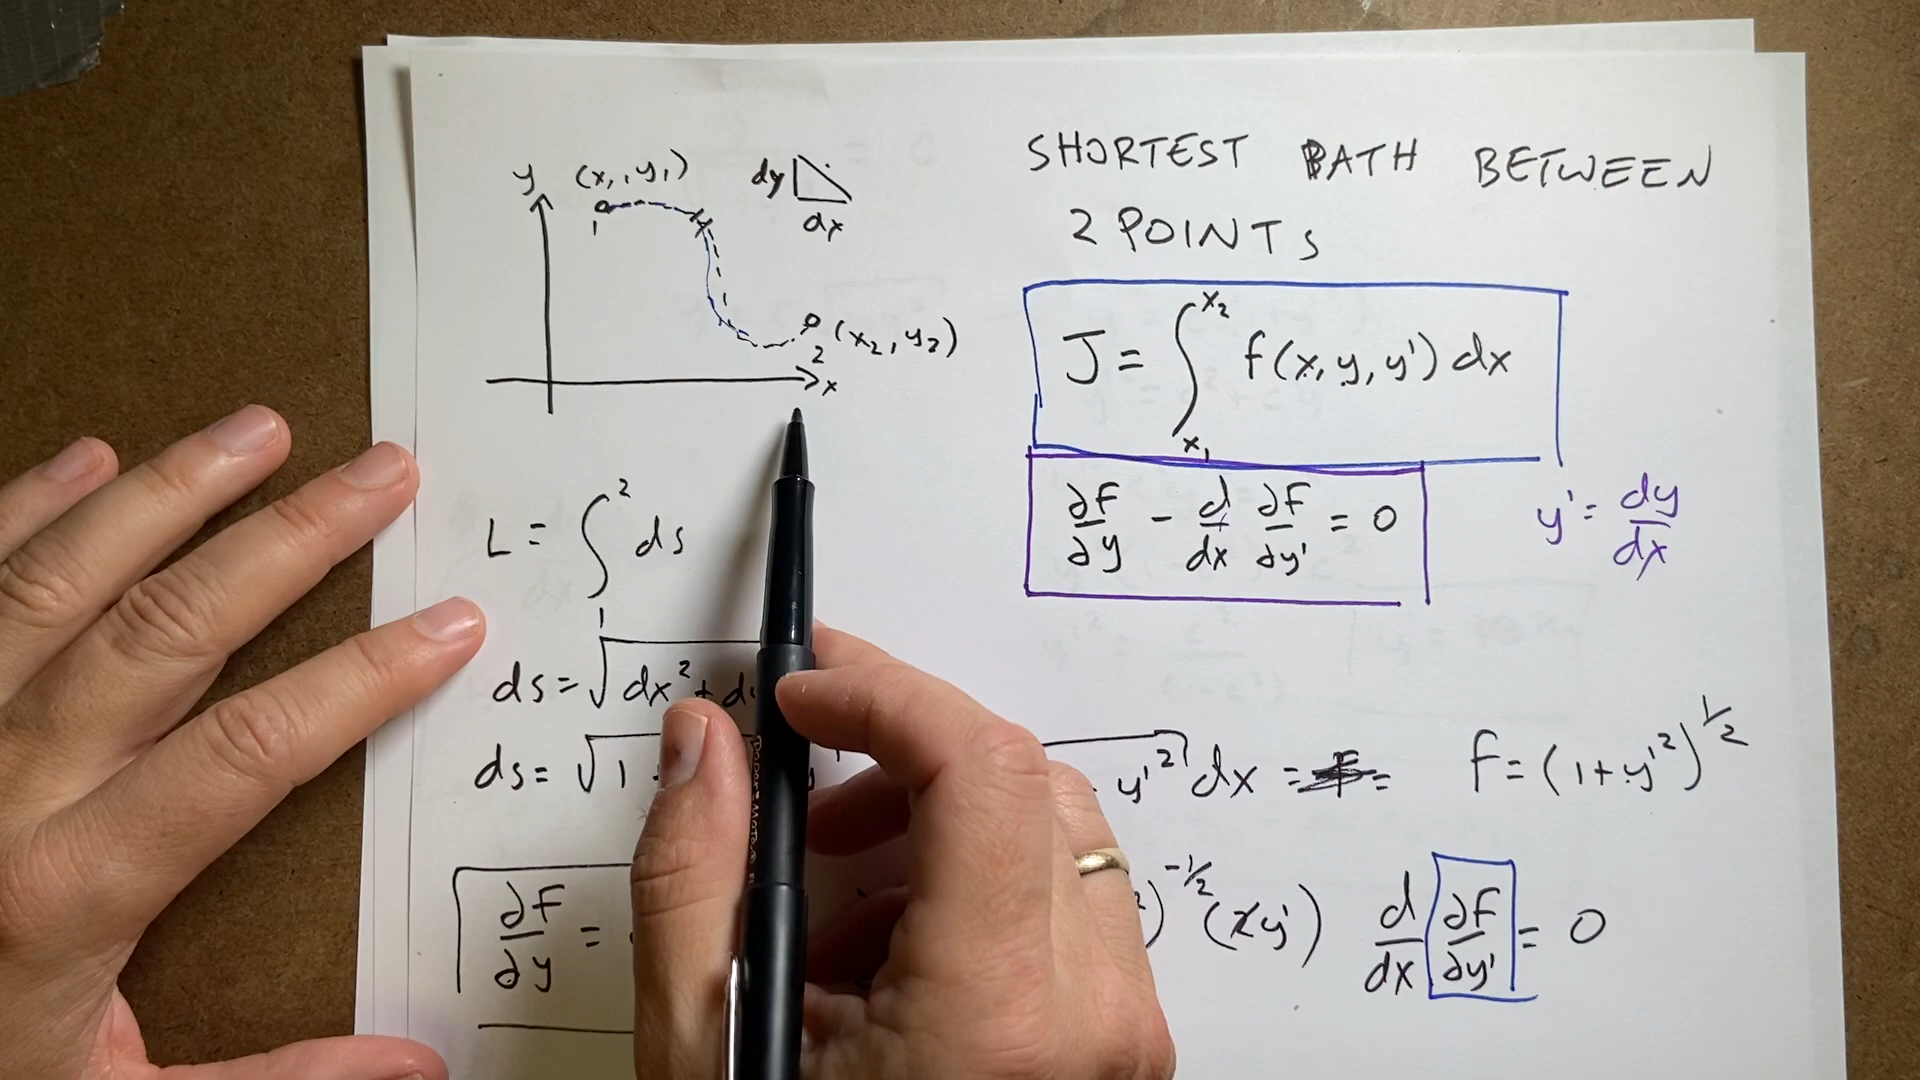 SHORTEST PATH BETWEEN
2 POINTS
y (x₁, y₁) dy
1 dx
2 (x₂, y₂)
x
J = ∫ₓ₁ˣ² f(x, y, y') dx
∂F/∂y - d/dx ∂F/∂y' = 0
y' = dy/dx
L = ∫₁² ds
ds = √dx² + d
ds = √1 +
y'² dx = = F = (1 + y'²)^1/2
∂F/∂y =
)^-1/2 (2y') d/dx ∂F/∂y' = 0